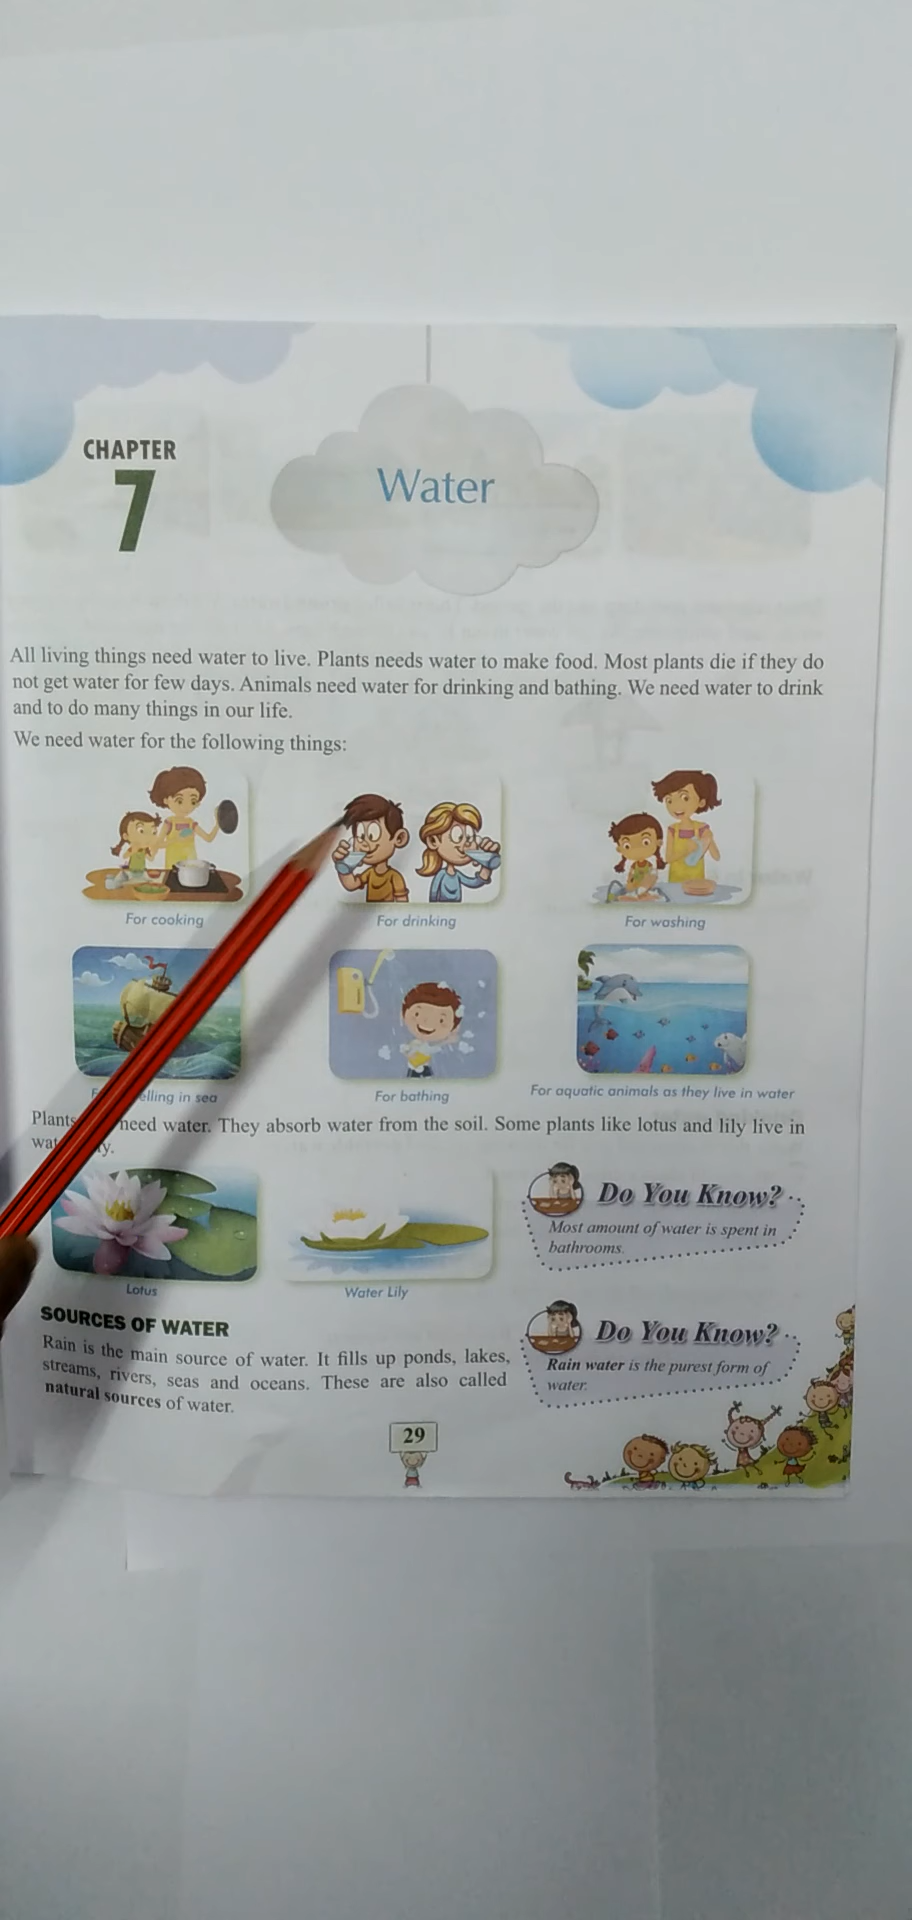 CHAPTER
7
Water
All living things need water to live. Plants needs water to make food. Most plants die if they do
not get water for few days. Animals need water for drinking and bathing. We need water to drink
and to do many things in our life.
We need water for the following things:
For cooking
For drinking
For washing
elling in sea
For bathing
For aquatic animals as they live in water
Plants need water. They absorb water from the soil. Some plants like lotus and lily live in
Lotus
Water Lily
Do You Know?
Most amount of water is spent in
bathrooms.
SOURCES OF WATER
Rain is the main source of water. It fills up ponds, lakes,
streams, rivers, seas and oceans. These are also called
natural sources of water.
Do You Know?
Rain water is the purest form of
water.
29